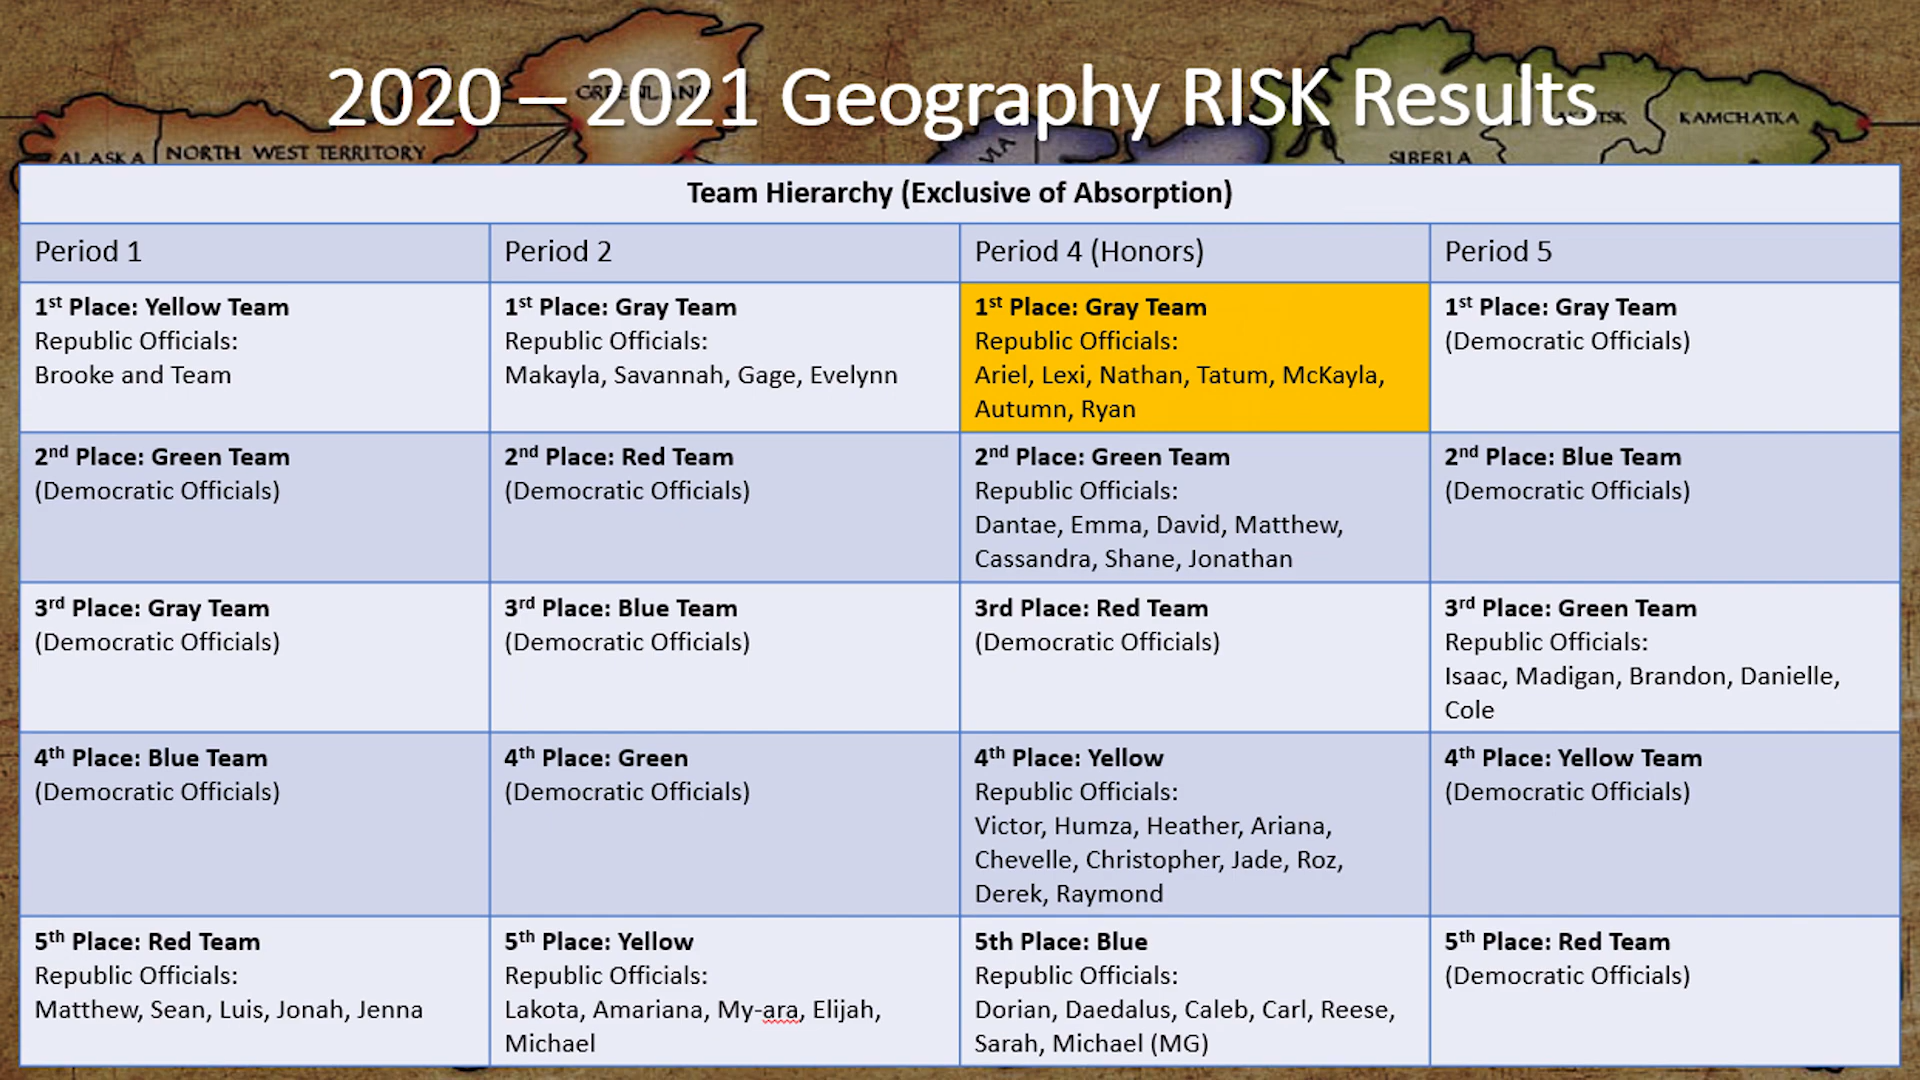 2020 – 2021 Geography RISK Results
GREENLAND
ALASKA
NORTH WEST TERRITORY
SIBERIA
KAMCHATKA
Team Hierarchy (Exclusive of Absorption)
Period 1
Period 2
Period 4 (Honors)
Period 5
1st Place: Yellow Team
Republic Officials:
Brooke and Team
1st Place: Gray Team
Republic Officials:
Makayla, Savannah, Gage, Evelynn
1st Place: Gray Team
Republic Officials:
Ariel, Lexi, Nathan, Tatum, McKayla,
Autumn, Ryan
1st Place: Gray Team
(Democratic Officials)
2nd Place: Green Team
(Democratic Officials)
2nd Place: Red Team
(Democratic Officials)
2nd Place: Green Team
Republic Officials:
Dantae, Emma, David, Matthew,
Cassandra, Shane, Jonathan
2nd Place: Blue Team
(Democratic Officials)
3rd Place: Gray Team
(Democratic Officials)
3rd Place: Blue Team
(Democratic Officials)
3rd Place: Red Team
(Democratic Officials)
3rd Place: Green Team
Republic Officials:
Isaac, Madigan, Brandon, Danielle,
Cole
4th Place: Blue Team
(Democratic Officials)
4th Place: Green
(Democratic Officials)
4th Place: Yellow
Republic Officials:
Victor, Humza, Heather, Ariana,
Chevelle, Christopher, Jade, Roz,
Derek, Raymond
4th Place: Yellow Team
(Democratic Officials)
5th Place: Red Team
Republic Officials:
Matthew, Sean, Luis, Jonah, Jenna
5th Place: Yellow
Republic Officials:
Lakota, Amariana, My-ara, Elijah,
Michael
5th Place: Blue
Republic Officials:
Dorian, Daedalus, Caleb, Carl, Reese,
Sarah, Michael (MG)
5th Place: Red Team
(Democratic Officials)